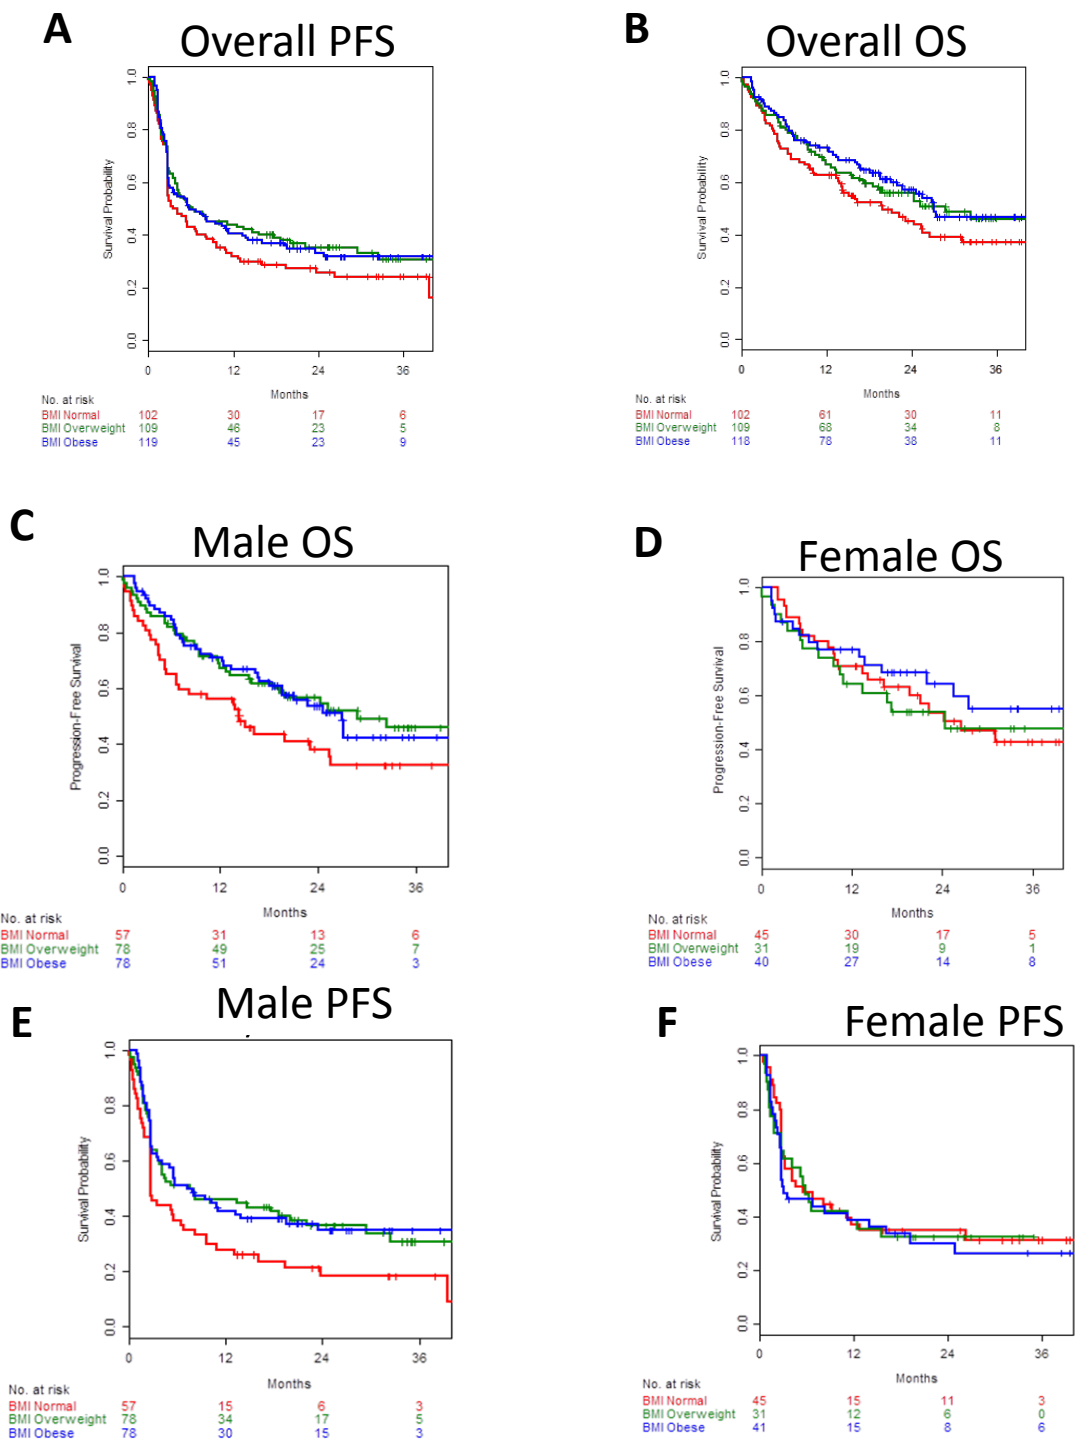 A
Overall PFS
Survival Probability
1.0
0.8
0.6
0.4
0.2
0.0
0 12 24 36
Months
No. at risk
BMI Normal 102 30 17 6
BMI Overweight 109 46 23 5
BMI Obese 119 45 23 9
B
Overall OS
Survival Probability
1.0
0.8
0.6
0.4
0.2
0.0
0 12 24 36
Months
No. at risk
BMI Normal 102 61 30 11
BMI Overweight 109 68 34 8
BMI Obese 118 78 38 11
C
Male OS
Progression-Free Survival
1.0
0.8
0.6
0.4
0.2
0.0
0 12 24 36
Months
No. at risk
BMI Normal 57 31 13 6
BMI Overweight 78 49 25 7
BMI Obese 78 51 24 3
D
Female OS
Progression-Free Survival
1.0
0.8
0.6
0.4
0.2
0.0
0 12 24 36
Months
No. at risk
BMI Normal 45 30 17 5
BMI Overweight 31 19 9 1
BMI Obese 40 27 14 8
E
Male PFS
Survival Probability
1.0
0.8
0.6
0.4
0.2
0.0
0 12 24 36
Months
No. at risk
BMI Normal 57 15 6 3
BMI Overweight 78 34 17 5
BMI Obese 78 30 15 3
F
Female PFS
Survival Probability
1.0
0.8
0.6
0.4
0.2
0.0
0 12 24 36
Months
No. at risk
BMI Normal 45 15 11 3
BMI Overweight 31 12 6 0
BMI Obese 41 15 8 6